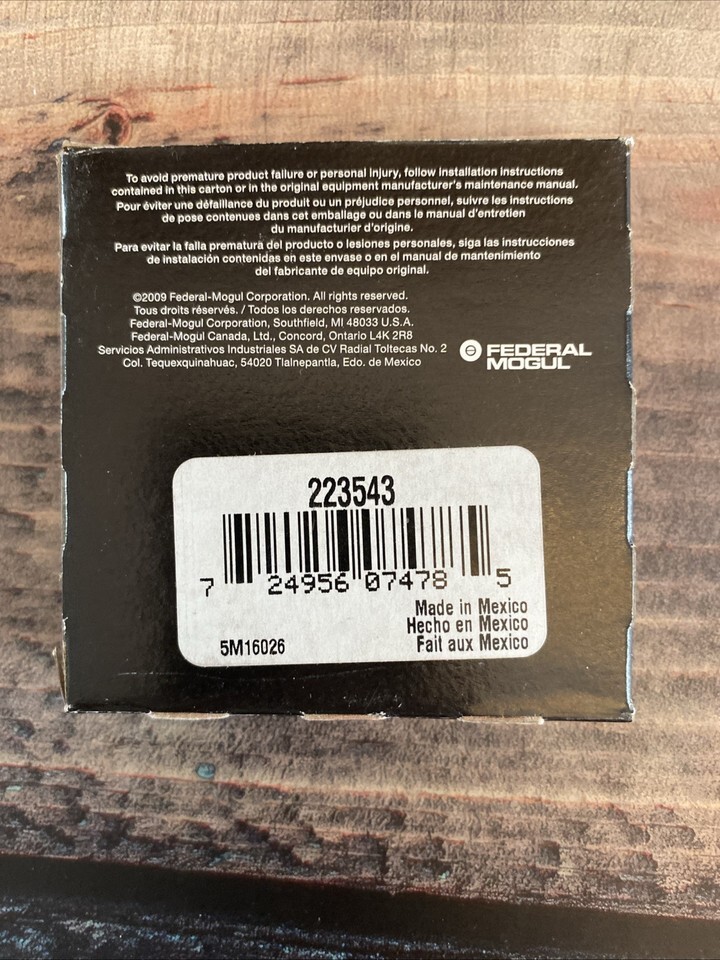 To avoid premature product failure or personal injury, follow installation instructions
contained in this carton or in the original equipment manufacturer's maintenance manual.
Pour éviter une défaillance du produit ou un préjudice personnel, suivre les instructions
de pose contenues dans cet emballage ou dans le manuel d'entretien
du manufacturier d'origine.
Para evitar la falla prematura del producto o lesiones personales, siga las instrucciones
de instalación contenidas en este envase o en el manual de mantenimiento
del fabricante de equipo original.
©2009 Federal-Mogul Corporation. All rights reserved.
Tous droits réservés. / Todos los derechos reservados.
Federal-Mogul Corporation, Southfield, MI 48033 U.S.A.
Federal-Mogul Canada, Ltd., Concord, Ontario L4K 2R8
Servicios Administrativos Industriales SA de CV Radial Toltecas No. 2
Col. Tequexquinahuac, 54020 Tlalnepantla, Edo. de Mexico
FEDERAL
MOGUL
223543
7 24956 07478 5
Made in Mexico
Hecho en Mexico
Fait aux Mexico
5M16026